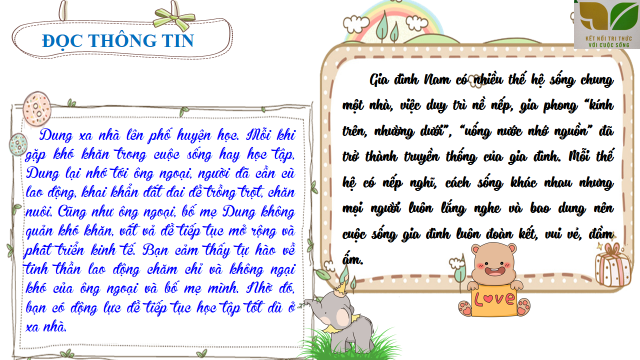 ĐỌC THÔNG TIN
Dung xa nhà lên phố huyện học. Mỗi khi
gặp khó khăn trong cuộc sống hay học tập,
Dung lại nhớ tới ông ngoại, người đã cần cù
lao động, khai khẩn đất đai để trồng trọt, chăn
nuôi. Cũng như ông ngoại, bố mẹ Dung không
quản khó khăn, vất vả để tiếp tục mở rộng và
phát triển kinh tế. Bạn cảm thấy tự hào về
tinh thần lao động chăm chỉ và không ngại
khó của ông ngoại và bố mẹ mình. Nhờ đó,
bạn có động lực để tiếp tục học tập tốt dù ở
xa nhà.
Gia đình Nam có nhiều thế hệ sống chung
một nhà, việc duy trì nề nếp, gia phong “kính
trên, nhường dưới”, “uống nước nhớ nguồn” đã
trở thành truyền thống của gia đình. Mỗi thế
hệ có nếp nghĩ, cách sống khác nhau nhưng
mọi người luôn lắng nghe và bao dung nên
cuộc sống gia đình luôn đoàn kết, vui vẻ, đầm
ấm.
KẾT NỐI TRI THỨC
VỚI CUỘC SỐNG
Love